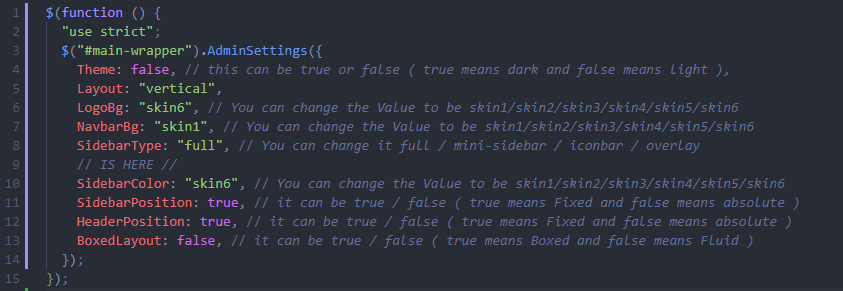 1 $(function () {
2 "use strict";
3 $("#main-wrapper").AdminSettings({
4 Theme: false, // this can be true or false ( true means dark and false means light ),
5 Layout: "vertical",
6 LogoBg: "skin6", // You can change the Value to be skin1/skin2/skin3/skin4/skin5/skin6
7 NavbarBg: "skin1", // You can change the Value to be skin1/skin2/skin3/skin4/skin5/skin6
8 SidebarType: "full", // You can change it full / mini-sidebar / iconbar / overlay
9 // IS HERE //
10 SidebarColor: "skin6", // You can change the Value to be skin1/skin2/skin3/skin4/skin5/skin6
11 SidebarPosition: true, // it can be true / false ( true means Fixed and false means absolute )
12 HeaderPosition: true, // it can be true / false ( true means Fixed and false means absolute )
13 BoxedLayout: false, // it can be true / false ( true means Boxed and false means Fluid )
14 });
15 });